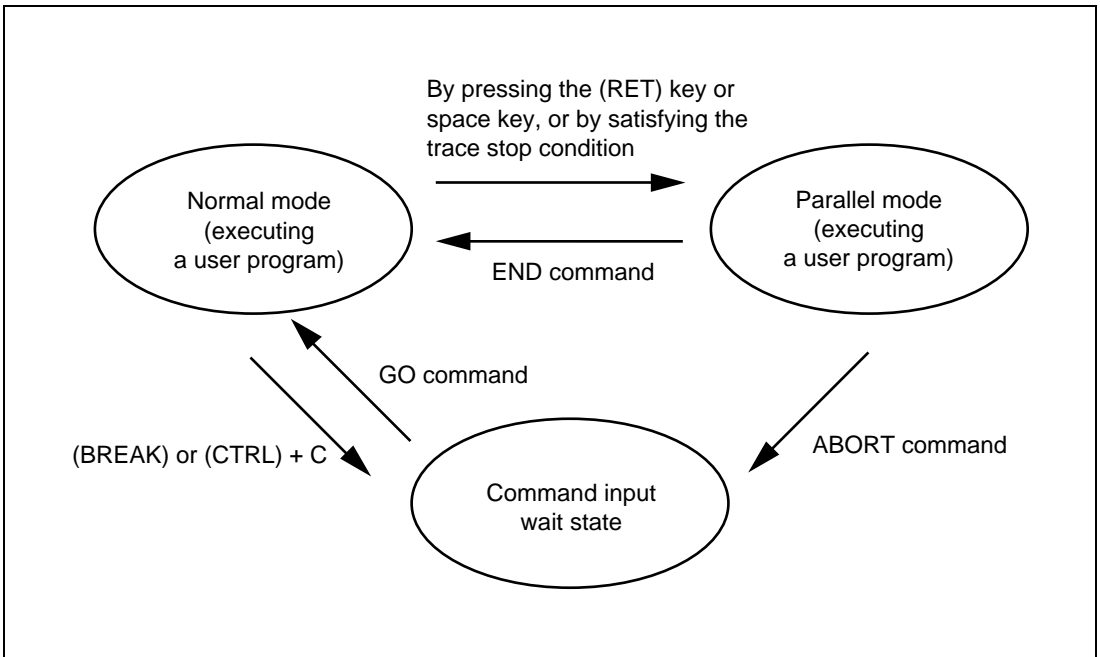 By pressing the (RET) key or
space key, or by satisfying the
trace stop condition
Normal mode
(executing
a user program)
Parallel mode
(executing
a user program)
END command
GO command
(BREAK) or (CTRL) + C
ABORT command
Command input
wait state